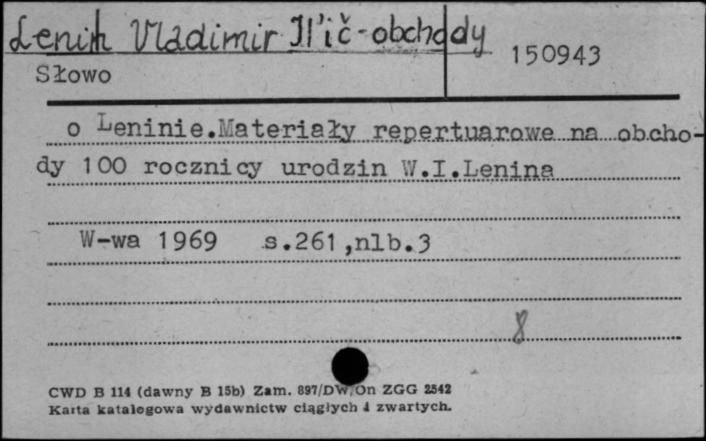 Lenin Vladimir Il'ič-obchody
150943
Słowo
o Leninie.Materiały repertuarowe na obcho-
dy 100 rocznicy urodzin W.I.Lenina
W-wa 1969 s.261,nlb.3
8
CWD B 114 (dawny B 15b) Zam. 897/DW/On ZGG 2542
Karta katalogowa wydawnictw ciągłych i zwartych.